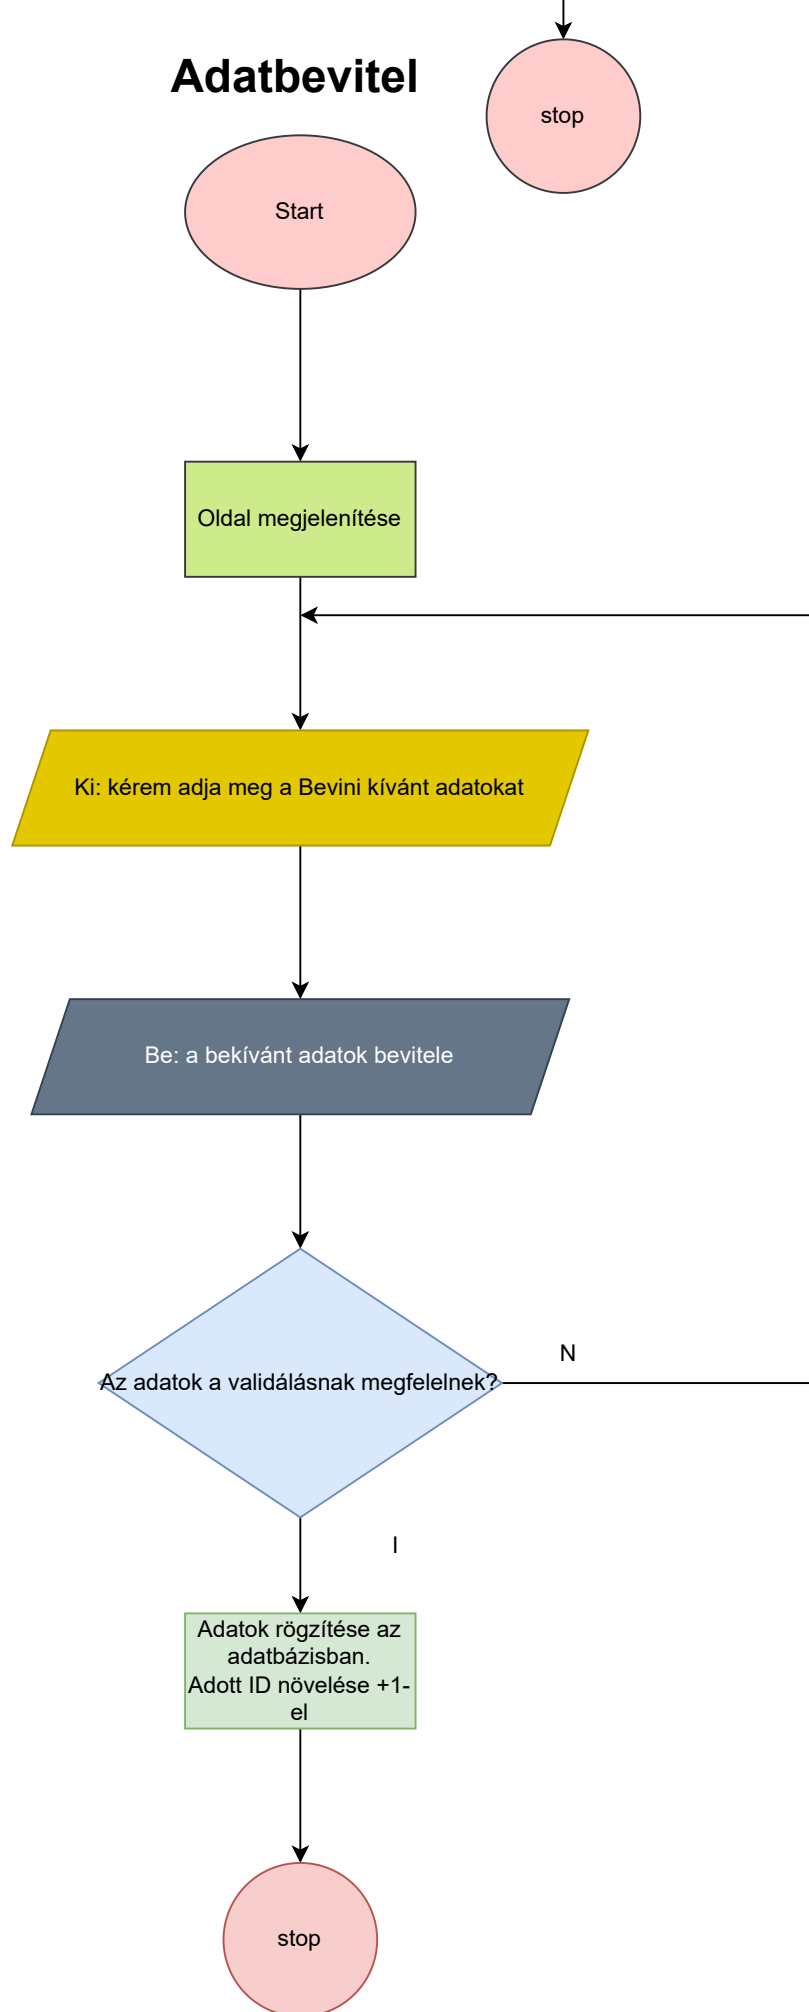 Adatbevitel
stop
Start
Oldal megjelenítése
Ki: kérem adja meg a Bevini kívánt adatokat
Be: a bekívánt adatok bevitele
N
Az adatok a validálásnak megfelelnek?
I
Adatok rögzítése az
adatbázisban.
Adott ID növelése +1-
el
stop